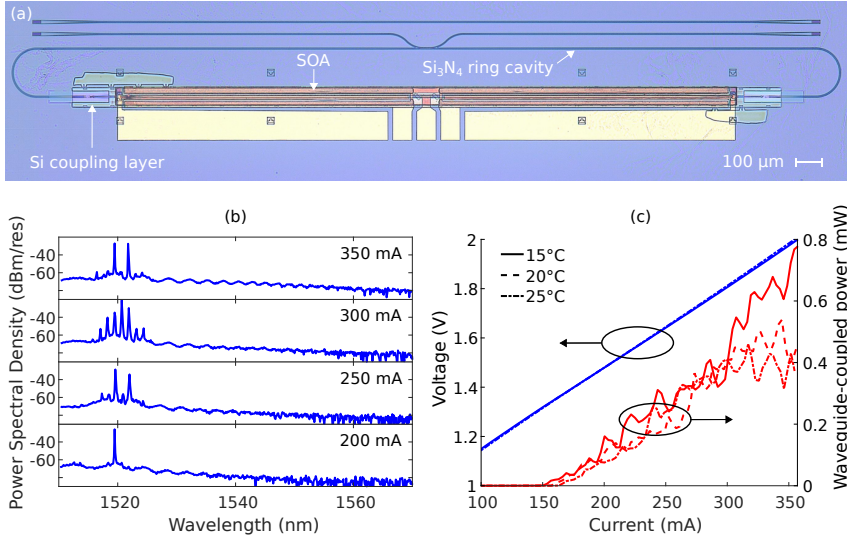 (a)
SOA
Si₃N₄ ring cavity
Si coupling layer
100 μm
(b)
Power Spectral Density (dBm/res)
-40
-60
350 mA
-40
-60
300 mA
-40
-60
250 mA
-40
-60
200 mA
1520
1540
1560
Wavelength (nm)
(c)
Voltage (V)
2
1.8
1.6
1.4
1.2
1
15°C
20°C
25°C
0.8
0.6
0.4
0.2
0
Waveguide-coupled power (mW)
100
150
200
250
300
350
Current (mA)